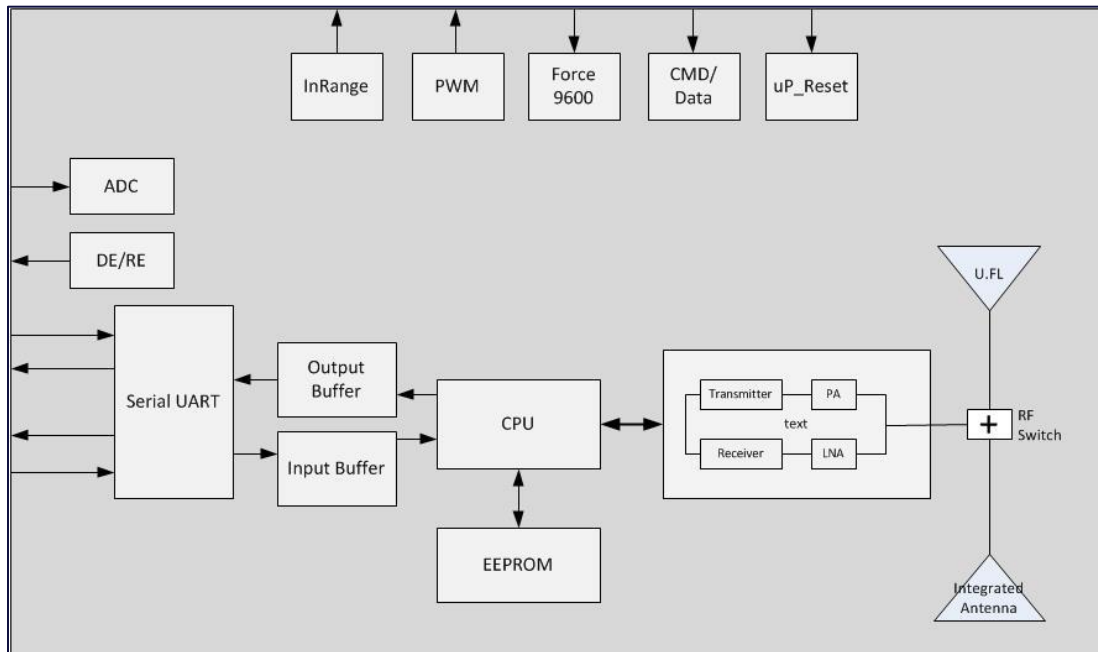 InRange
PWM
Force
9600
CMD/
Data
uP_Reset
ADC
DE/RE
Serial UART
Output
Buffer
Input Buffer
CPU
EEPROM
Transmitter
PA
text
Receiver
LNA
U.FL
+
RF
Switch
Integrated
Antenna